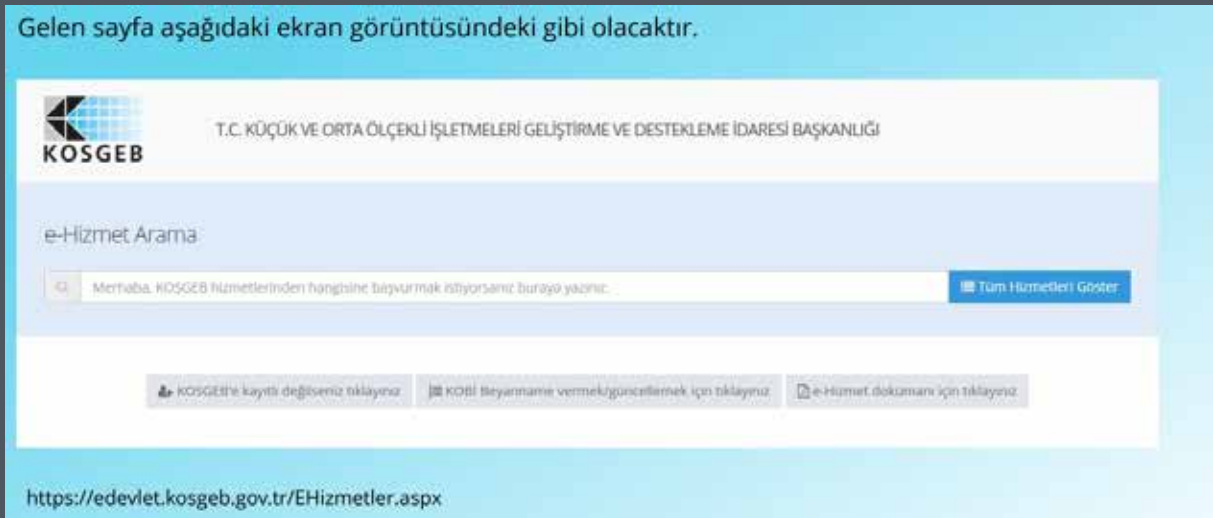 Gelen sayfa aşağıdaki ekran görüntüsündeki gibi olacaktır.
KOSGEB
T.C. KÜÇÜK VE ORTA ÖLÇEKLİ İŞLETMELERİ GELİŞTİRME VE DESTEKLEME İDARESİ BAŞKANLIĞI
e-Hizmet Arama
Merhaba, KOSGEB hizmetlerinden hangisine başvurmak istiyorsanız buraya yazınız.
Tüm Hizmetleri Göster
KOSGEB'e kayıtlı değilseniz tıklayınız
KOBİ Beyanname vermek/güncellemek için tıklayınız
e-Hizmet dokümanı için tıklayınız
https://edevlet.kosgeb.gov.tr/EHizmetler.aspx